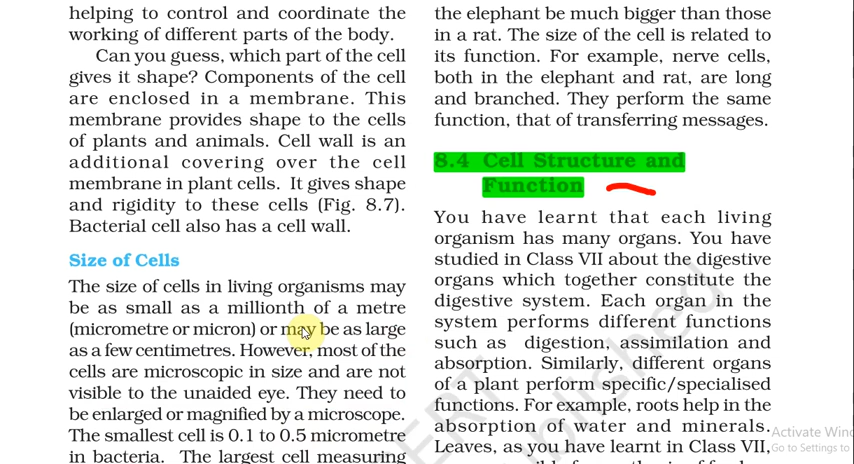 helping to control and coordinate the
working of different parts of the body.
Can you guess, which part of the cell
gives it shape? Components of the cell
are enclosed in a membrane. This
membrane provides shape to the cells
of plants and animals. Cell wall is an
additional covering over the cell
membrane in plant cells. It gives shape
and rigidity to these cells (Fig. 8.7).
Bacterial cell also has a cell wall.
Size of Cells
The size of cells in living organisms may
be as small as a millionth of a metre
(micrometre or micron) or may be as large
as a few centimetres. However, most of the
cells are microscopic in size and are not
visible to the unaided eye. They need to
be enlarged or magnified by a microscope.
The smallest cell is 0.1 to 0.5 micrometre
in bacteria. The largest cell measuring
the elephant be much bigger than those
in a rat. The size of the cell is related to
its function. For example, nerve cells,
both in the elephant and rat, are long
and branched. They perform the same
function, that of transferring messages.
8.4 Cell Structure and
Function
You have learnt that each living
organism has many organs. You have
studied in Class VII about the digestive
organs which together constitute the
digestive system. Each organ in the
system performs different functions
such as digestion, assimilation and
absorption. Similarly, different organs
of a plant perform specific/specialised
functions. For example, roots help in the
absorption of water and minerals.
Leaves, as you have learnt in Class VII,
Activate Win
Go to Settings to